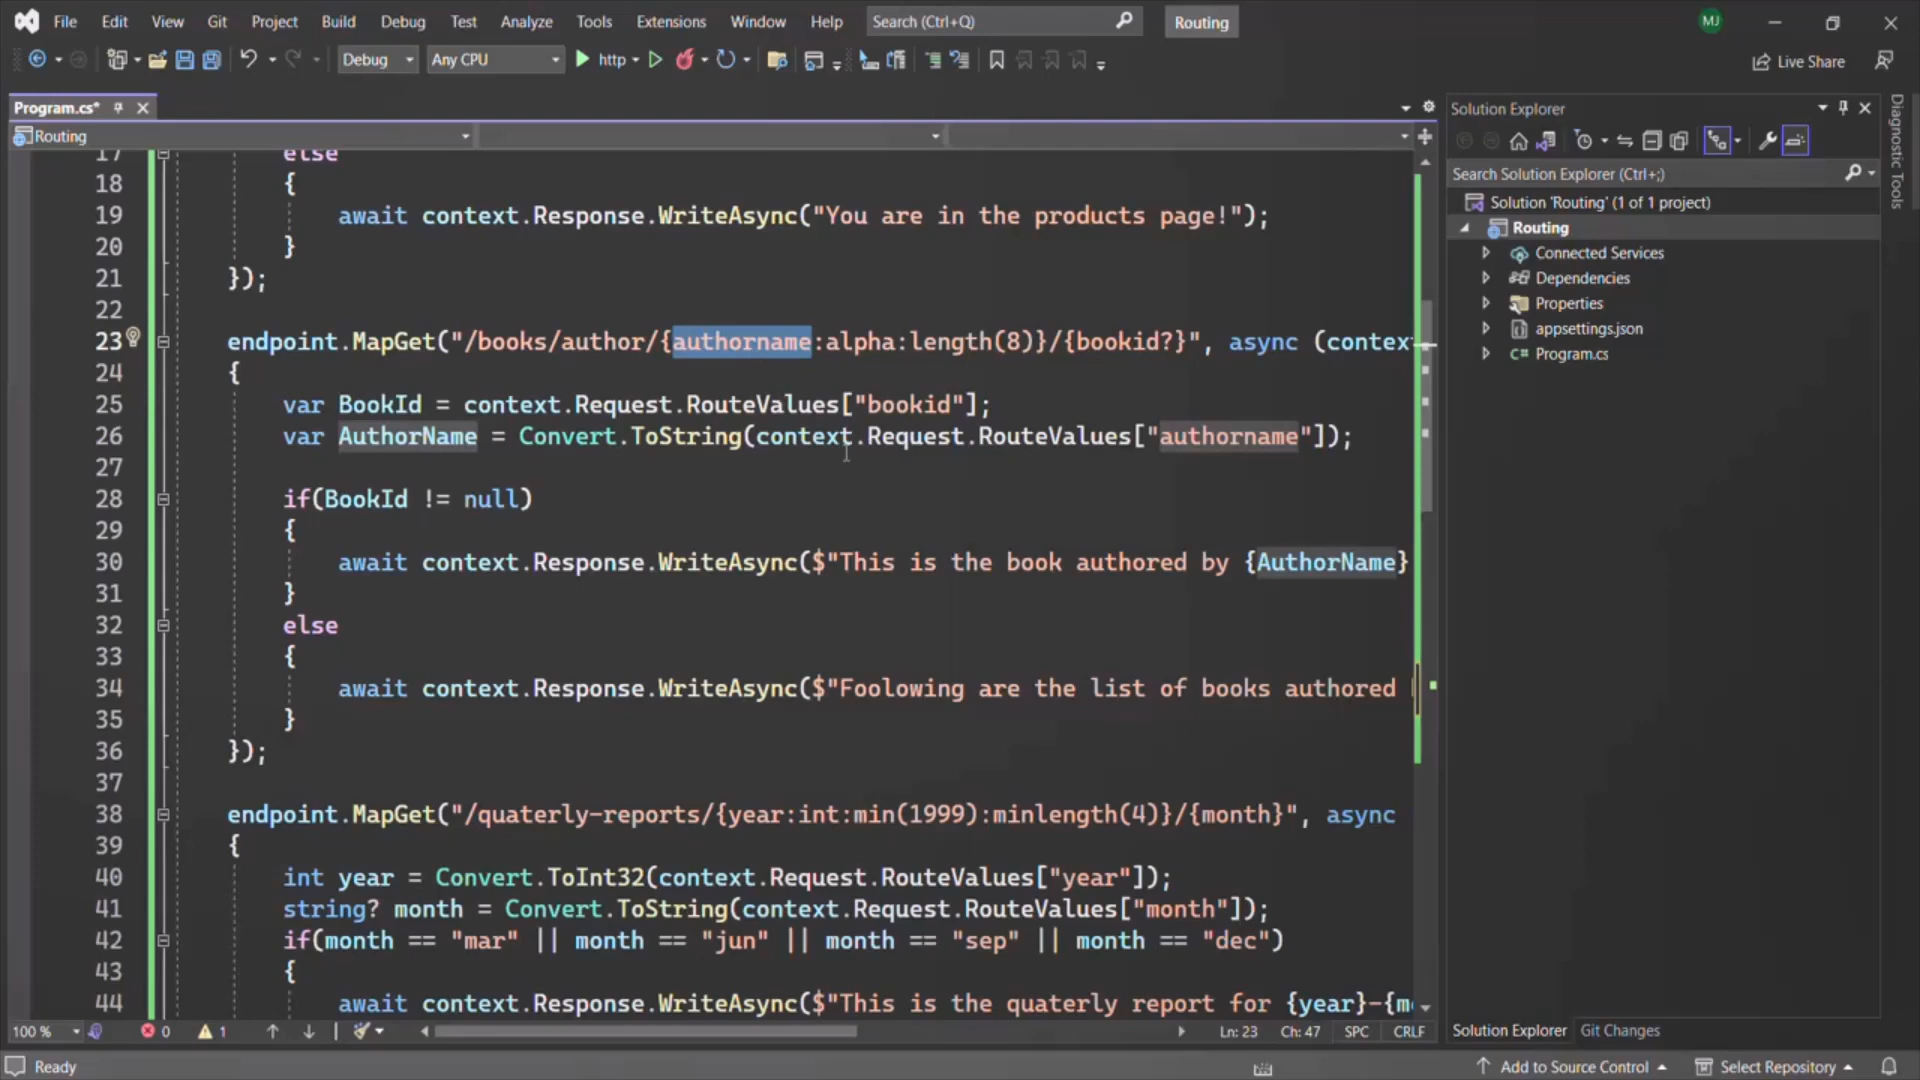 File Edit View Git Project Build Debug Test Analyze Tools Extensions Window Help Search (Ctrl+Q) Routing MJ
Debug Any CPU http Live Share
Program.cs*
Routing
17 else
18 {
19 await context.Response.WriteAsync("You are in the products page!");
20 }
21 });
22
23 endpoint.MapGet("/books/author/{authorname:alpha:length(8)}/{bookid?}", async (contex
24 {
25 var BookId = context.Request.RouteValues["bookid"];
26 var AuthorName = Convert.ToString(context.Request.RouteValues["authorname"]);
27
28 if(BookId != null)
29 {
30 await context.Response.WriteAsync($"This is the book authored by {AuthorName}
31 }
32 else
33 {
34 await context.Response.WriteAsync($"Foolowing are the list of books authored
35 }
36 });
37
38 endpoint.MapGet("/quaterly-reports/{year:int:min(1999):minlength(4)}/{month}", async
39 {
40 int year = Convert.ToInt32(context.Request.RouteValues["year"]);
41 string? month = Convert.ToString(context.Request.RouteValues["month"]);
42 if(month == "mar" || month == "jun" || month == "sep" || month == "dec")
43 {
44 await context.Response.WriteAsync($"This is the quaterly report for {year}-{m
100 % 0 1 Ln: 23 Ch: 47 SPC CRLF
Solution Explorer
Search Solution Explorer (Ctrl+;)
Solution 'Routing' (1 of 1 project)
Routing
Connected Services
Dependencies
Properties
appsettings.json
C# Program.cs
Solution Explorer Git Changes
Diagnostic Tools
Ready Add to Source Control Select Repository